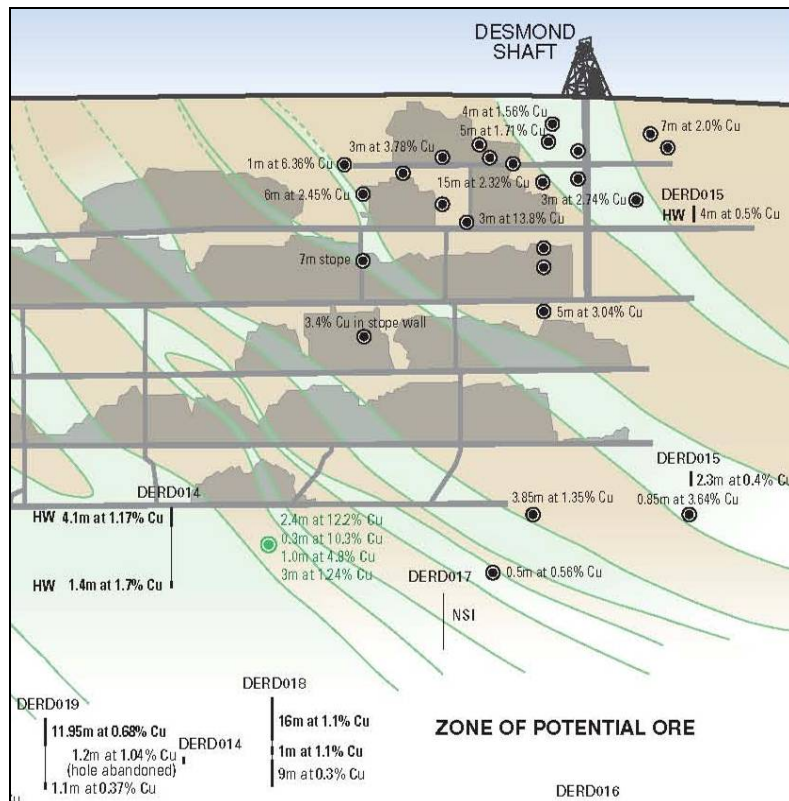 DESMOND
SHAFT
4m at 1.56% Cu
5m at 1.71% Cu
7m at 2.0% Cu
3m at 3.78% Cu
1m at 6.36% Cu
15m at 2.32% Cu
6m at 2.45% Cu
3m at 2.74% Cu
DERD015
HW 4m at 0.5% Cu
3m at 13.8% Cu
7m stope
5m at 3.04% Cu
3.4% Cu in stope wall
DERD015
2.3m at 0.4% Cu
DERD014
3.85m at 1.35% Cu
0.85m at 3.64% Cu
HW 4.1m at 1.17% Cu
2.4m at 12.2% Cu
0.3m at 10.3% Cu
1.0m at 4.8% Cu
3m at 1.24% Cu
HW 1.4m at 1.7% Cu
DERD017
0.5m at 0.56% Cu
NSI
DERD018
DERD019
16m at 1.1% Cu
11.95m at 0.68% Cu
ZONE OF POTENTIAL ORE
1.2m at 1.04% Cu
(hole abandoned)
DERD014
1m at 1.1% Cu
9m at 0.3% Cu
1.1m at 0.37% Cu
DERD016